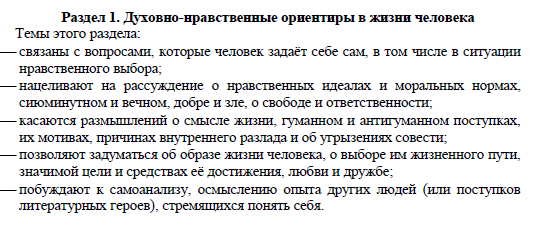 Раздел 1. Духовно-нравственные ориентиры в жизни человека
Темы этого раздела:
— связаны с вопросами, которые человек задаёт себе сам, в том числе в ситуации
нравственного выбора;
— нацеливают на рассуждение о нравственных идеалах и моральных нормах,
сиюминутном и вечном, добре и зле, о свободе и ответственности;
— касаются размышлений о смысле жизни, гуманном и антигуманном поступках,
их мотивах, причинах внутреннего разлада и об угрызениях совести;
— позволяют задуматься об образе жизни человека, о выборе им жизненного пути,
значимой цели и средствах её достижения, любви и дружбе;
— побуждают к самоанализу, осмыслению опыта других людей (или поступков
литературных героев), стремящихся понять себя.